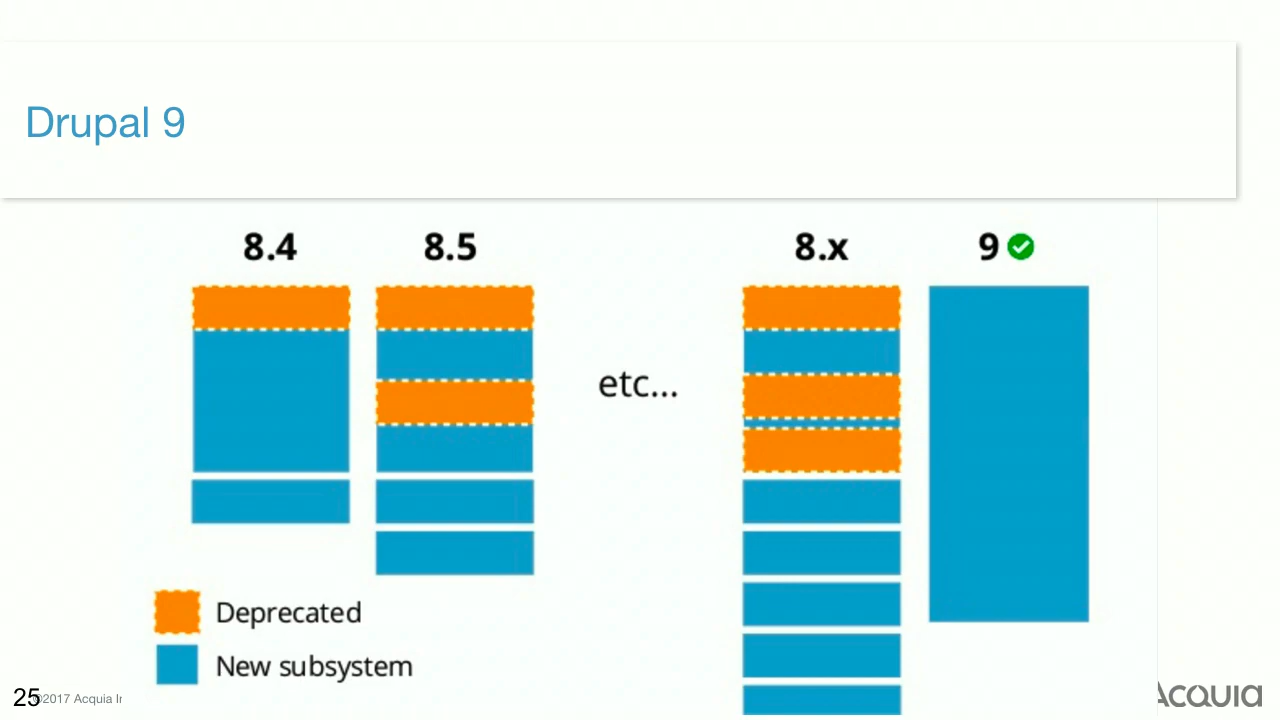 Drupal 9
8.4
8.5
8.x
9
etc...
Deprecated
New subsystem
25
©2017 Acquia
Acquia